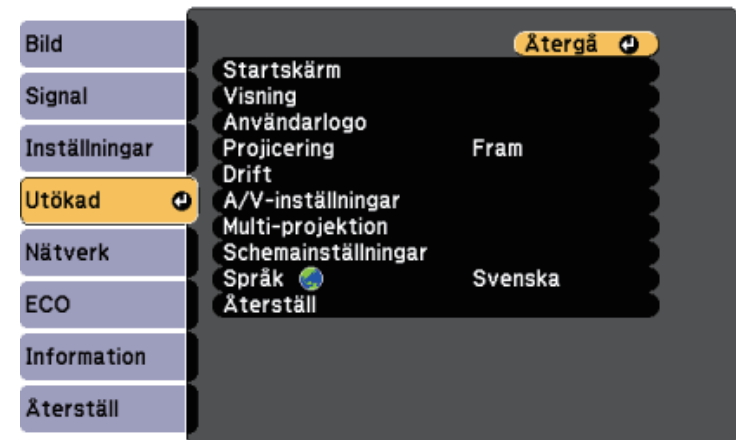 Bild
Signal
Inställningar
Utökad
Nätverk
ECO
Information
Återställ
Återgå
Startskärm
Visning
Användarlogo
Projicering Fram
Drift
A/V-inställningar
Multi-projektion
Schemainställningar
Språk Svenska
Återställ